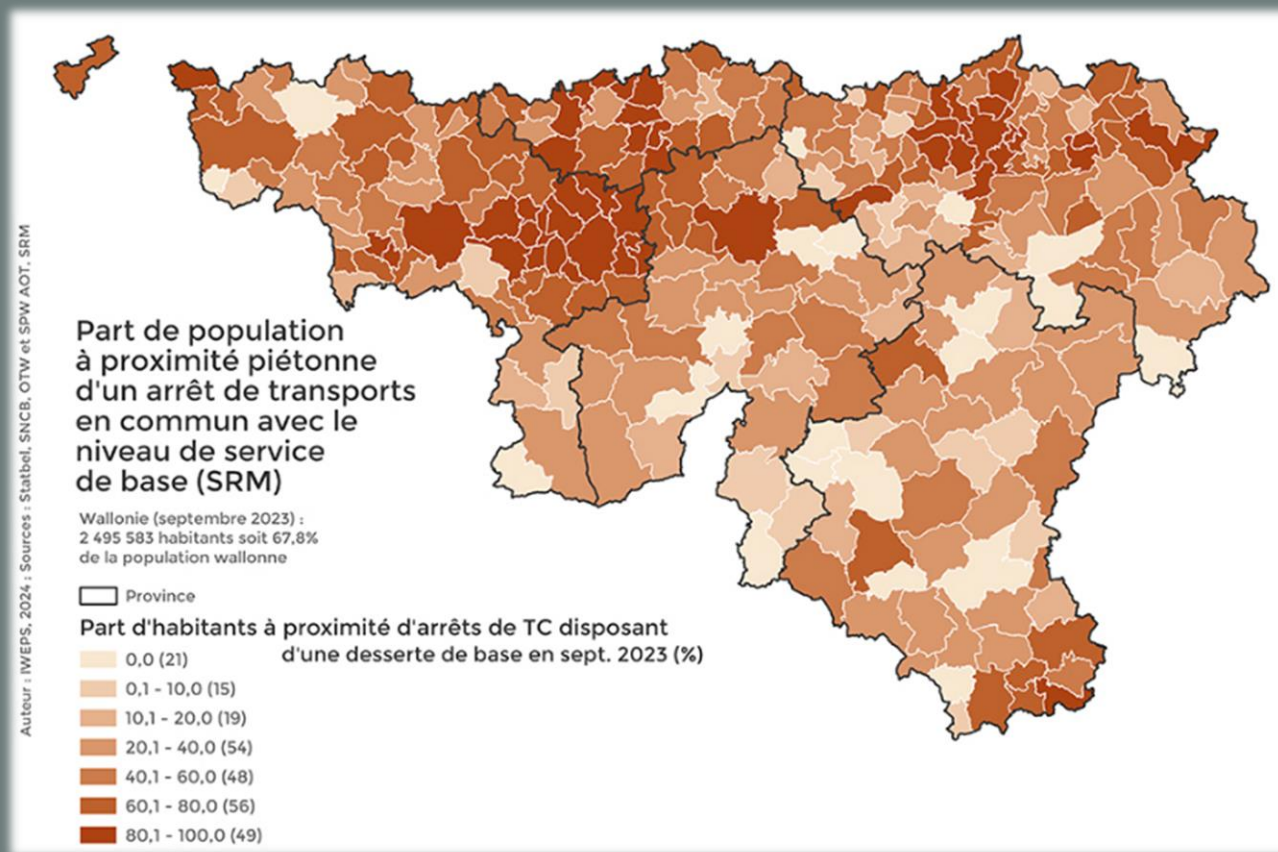 Part de population
à proximité piétonne
d'un arrêt de transports
en commun avec le
niveau de service
de base (SRM)
Wallonie (septembre 2023) :
2 495 583 habitants soit 67,8%
de la population wallonne
Province
Part d'habitants à proximité d'arrêts de TC disposant
d'une desserte de base en sept. 2023 (%)
0,0 (21)
0,1 - 10,0 (15)
10,1 - 20,0 (19)
20,1 - 40,0 (54)
40,1 - 60,0 (48)
60,1 - 80,0 (56)
80,1 - 100,0 (49)
Auteur : IWEPS, 2024 ; Sources : Statbel, SNCB, OTW et SPW AOT, SRM